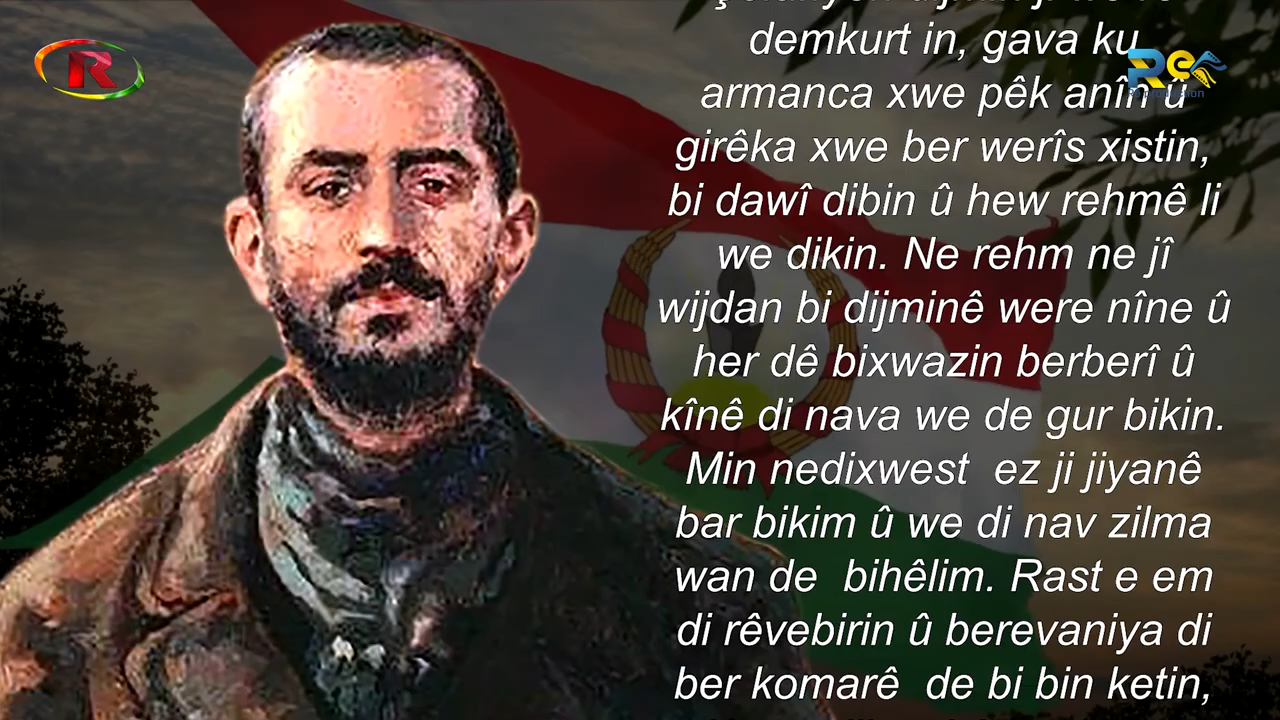 R
demkurt in, gava ku
armanca xwe pêk anîn û
girêka xwe ber werîs xistin,
bi dawî dibin û hew rehmê li
we dikin. Ne rehm ne jî
wijdan bi dijminê were nîne û
her dê bixwazin berberî û
kînê di nava we de gur bikin.
Min nedixwest ez ji jiyanê
bar bikim û we di nav zilma
wan de bihêlim. Rast e em
di rêvebirin û berevaniya di
ber komarê de bi bin ketin,